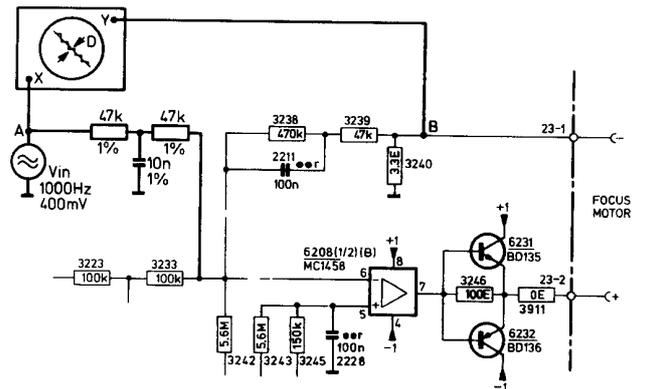 Y
D
X
A
47k
1%
47k
1%
10n
1%
Vin
1000Hz
400mV
3238
470k
3239
47k
B
23-1
2211
100n
3,3E
3240
FOCUS
MOTOR
6208(1/2)(B)
MC1458
+1
8
6
-
+
5
7
4
-1
3223
100k
3233
100k
5,6M
3242
5,6M
3243
150k
3245
100n
2228
+1
6231
BD135
3246
100E
23-2
0E
3911
6232
BD136
-1
-
+